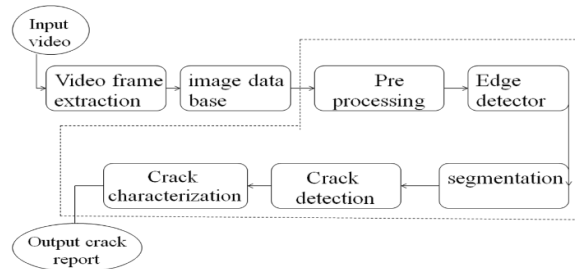 Input
video
Video frame
extraction
image data
base
Pre
processing
Edge
detector
segmentation
Crack
detection
Crack
characterization
Output crack
report